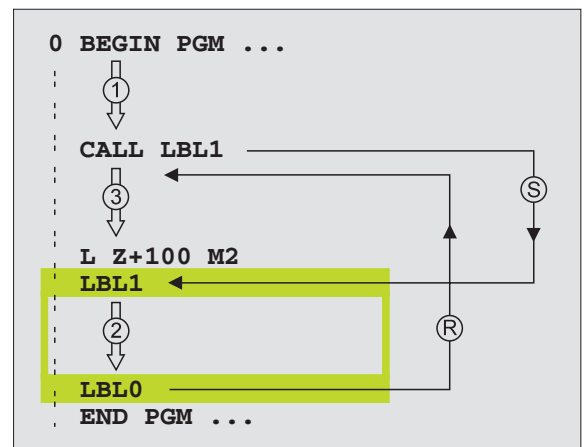 0 BEGIN PGM ...
1
CALL LBL1
S
3
L Z+100 M2
LBL1
2
R
LBL0
END PGM ...